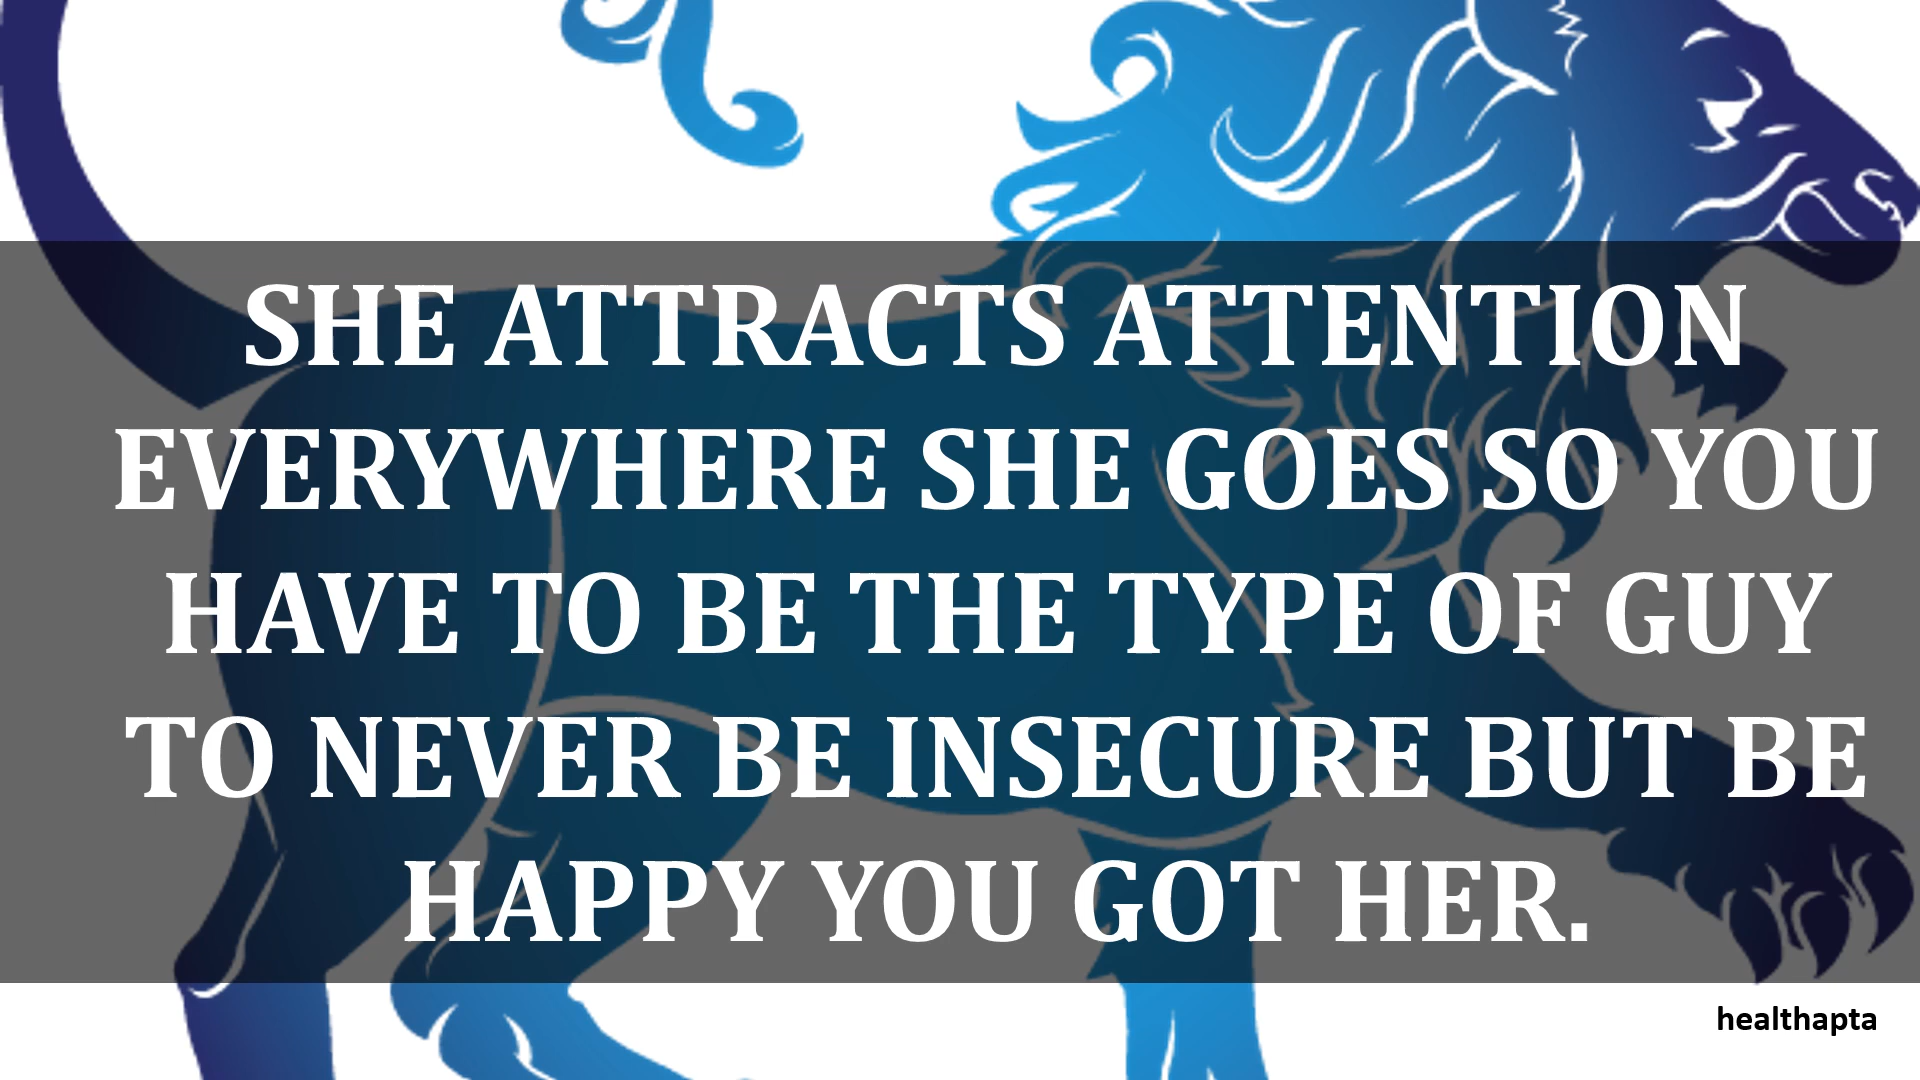 SHE ATTRACTS ATTENTION
EVERYWHERE SHE GOES SO YOU
HAVE TO BE THE TYPE OF GUY
TO NEVER BE INSECURE BUT BE
HAPPY YOU GOT HER.
healthapta